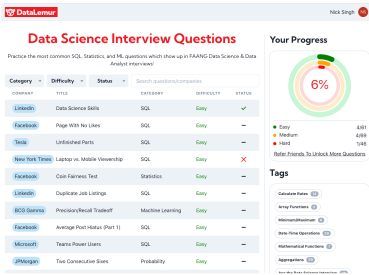 DataLemur
Nick Singh
NS
Data Science Interview Questions
Practice the most common SQL, Statistics, and ML questions which show up in FAANG Data Science & Data
Analyst interviews!
Category
Difficulty
Status
Search questions/companies
COMPANY TITLE CATEGORY DIFFICULTY STATUS
LinkedIn Data Science Skills SQL Easy
Facebook Page With No Likes SQL Easy
Tesla Unfinished Parts SQL Easy
New York Times Laptop vs. Mobile Viewership SQL Easy
Facebook Coin Fairness Test Statistics Easy
LinkedIn Duplicate Job Listings SQL Easy
BCG Gamma Precision/Recall Tradeoff Machine Learning Easy
Facebook Average Post Hiatus (Part 1) SQL Easy
Microsoft Teams Power Users SQL Easy
JPMorgan Two Consecutive Sixes Probability Easy
Your Progress
6%
Easy 4/61
Medium 4/69
Hard 1/46
Refer Friends To Unlock More Questions
Tags
Calculate Rates
Array Functions
Minimum/Maximum
Date-Time Operations
Mathematical Functions
Aggregations